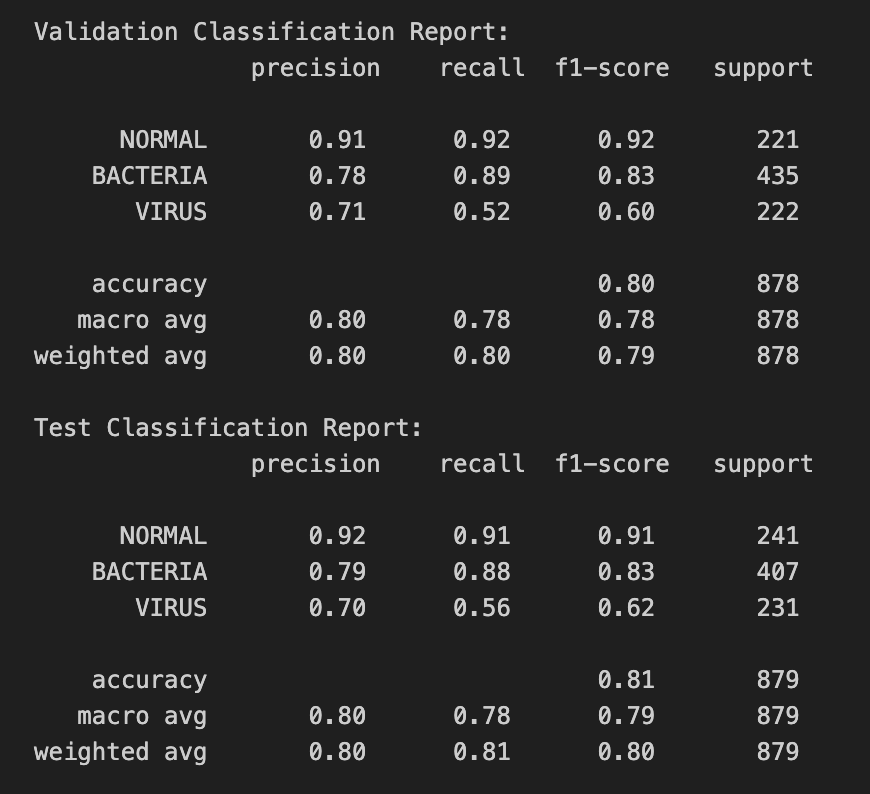 Validation Classification Report:
precision recall f1-score support
NORMAL 0.91 0.92 0.92 221
BACTERIA 0.78 0.89 0.83 435
VIRUS 0.71 0.52 0.60 222
accuracy 0.80 878
macro avg 0.80 0.78 0.78 878
weighted avg 0.80 0.80 0.79 878
Test Classification Report:
precision recall f1-score support
NORMAL 0.92 0.91 0.91 241
BACTERIA 0.79 0.88 0.83 407
VIRUS 0.70 0.56 0.62 231
accuracy 0.81 879
macro avg 0.80 0.78 0.79 879
weighted avg 0.80 0.81 0.80 879